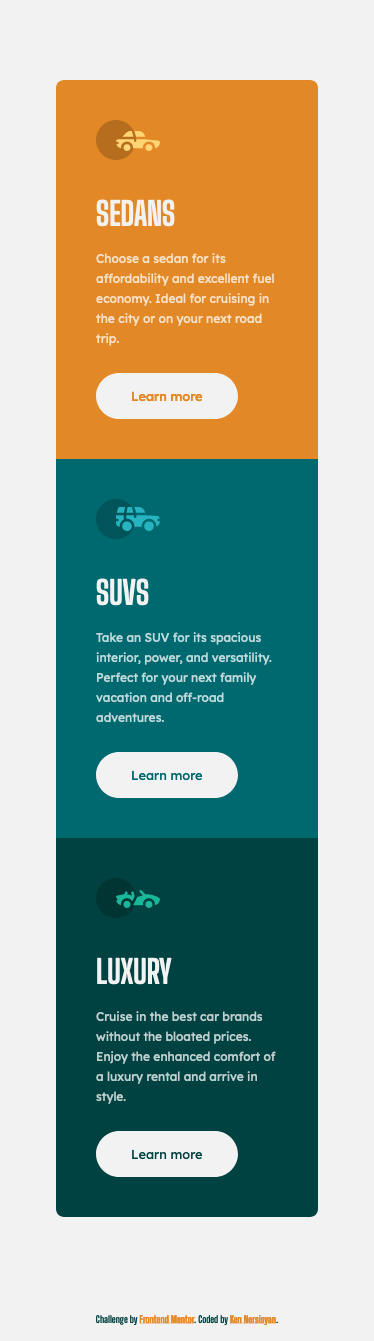 SEDANS
Choose a sedan for its
affordability and excellent fuel
economy. Ideal for cruising in
the city or on your next road
trip.
Learn more
SUVS
Take an SUV for its spacious
interior, power, and versatility.
Perfect for your next family
vacation and off-road
adventures.
Learn more
LUXURY
Cruise in the best car brands
without the bloated prices.
Enjoy the enhanced comfort of
a luxury rental and arrive in
style.
Learn more
Challenge by Frontend Mentor. Coded by Ken Nersisyan.